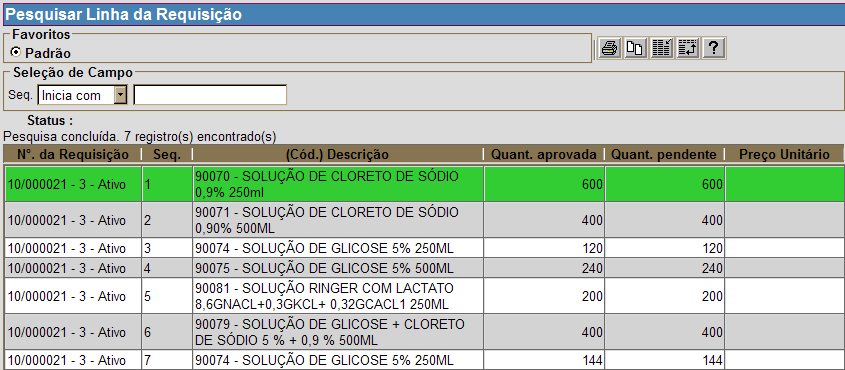 Pesquisar Linha da Requisição
Favoritos
Padrão
?
Seleção de Campo
Seq. Inicia com
Status :
Pesquisa concluída. 7 registro(s) encontrado(s)
N°. da Requisição Seq. (Cód.) Descrição Quant. aprovada Quant. pendente Preço Unitário
10/000021 - 3 - Ativo 1 90070 - SOLUÇÃO DE CLORETO DE SÓDIO 600 600
0,9% 250ml
10/000021 - 3 - Ativo 2 90071 - SOLUÇÃO DE CLORETO DE SÓDIO 400 400
0,90% 500ML
10/000021 - 3 - Ativo 3 90074 - SOLUÇÃO DE GLICOSE 5% 250ML 120 120
10/000021 - 3 - Ativo 4 90075 - SOLUÇÃO DE GLICOSE 5% 500ML 240 240
10/000021 - 3 - Ativo 5 90081 - SOLUÇÃO RINGER COM LACTATO 200 200
8,6GNACL+0,3GKCL+ 0,32GCACL1 250ML
10/000021 - 3 - Ativo 6 90079 - SOLUÇÃO DE GLICOSE + CLORETO 400 400
DE SÓDIO 5 % + 0,9 % 500ML
10/000021 - 3 - Ativo 7 90074 - SOLUÇÃO DE GLICOSE 5% 250ML 144 144